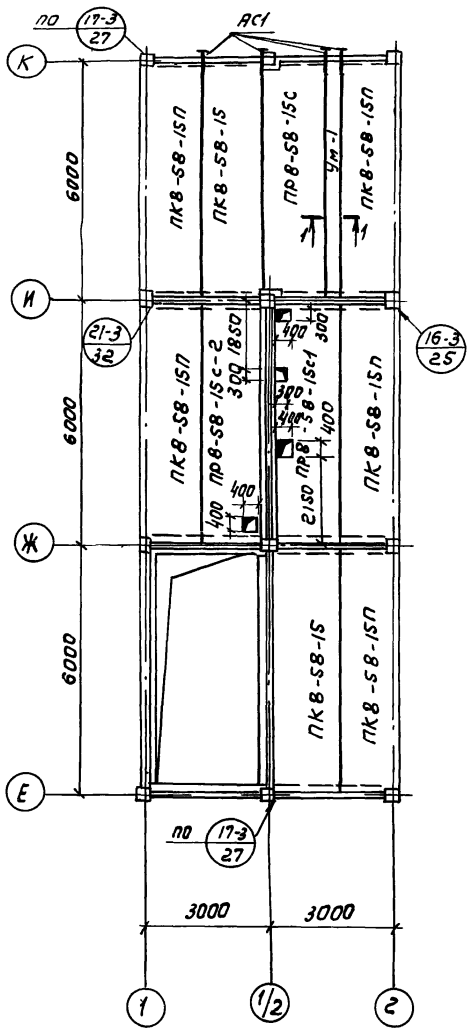 по 17-3
27
АС1
К
ПК8-58-15П
ПК8-58-15
ПР8-58-15С
Ум-1
ПК8-58-15П
6000
1 1
И
21-3
32
16-3
25
6000
ПК8-58-15П
ПР8-58-15С-2
300 1850
400
300
300
400
ПР8-58-15С1
400
2150
ПК8-58-15П
400
400
Ж
6000
ПК8-58-15
ПК8-58-15П
Е
по 17-3
27
3000 3000
1 1/2 2